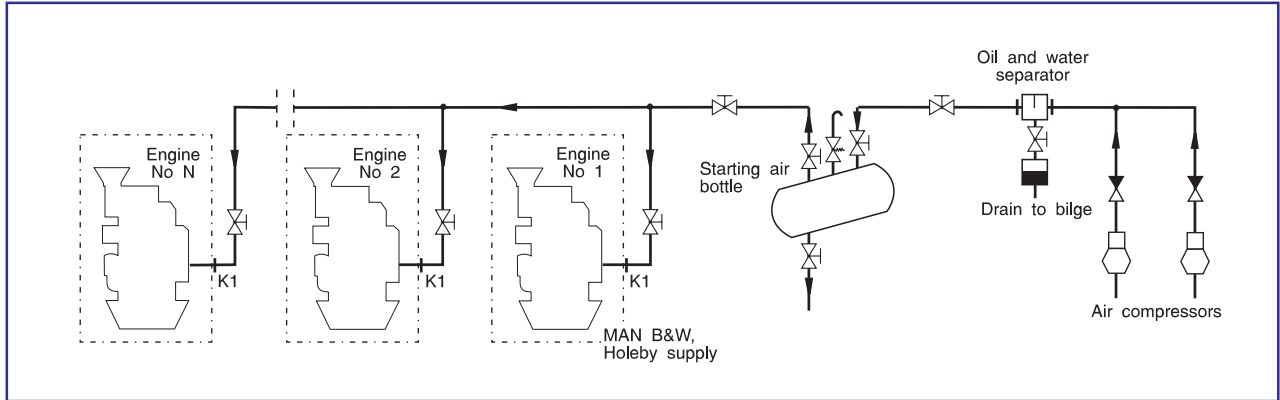 Oil and water
separator
Engine
No N
Engine
No 2
Engine
No 1
Starting air
bottle
Drain to bilge
K1
K1
K1
Air compressors
MAN B&W,
Holeby supply